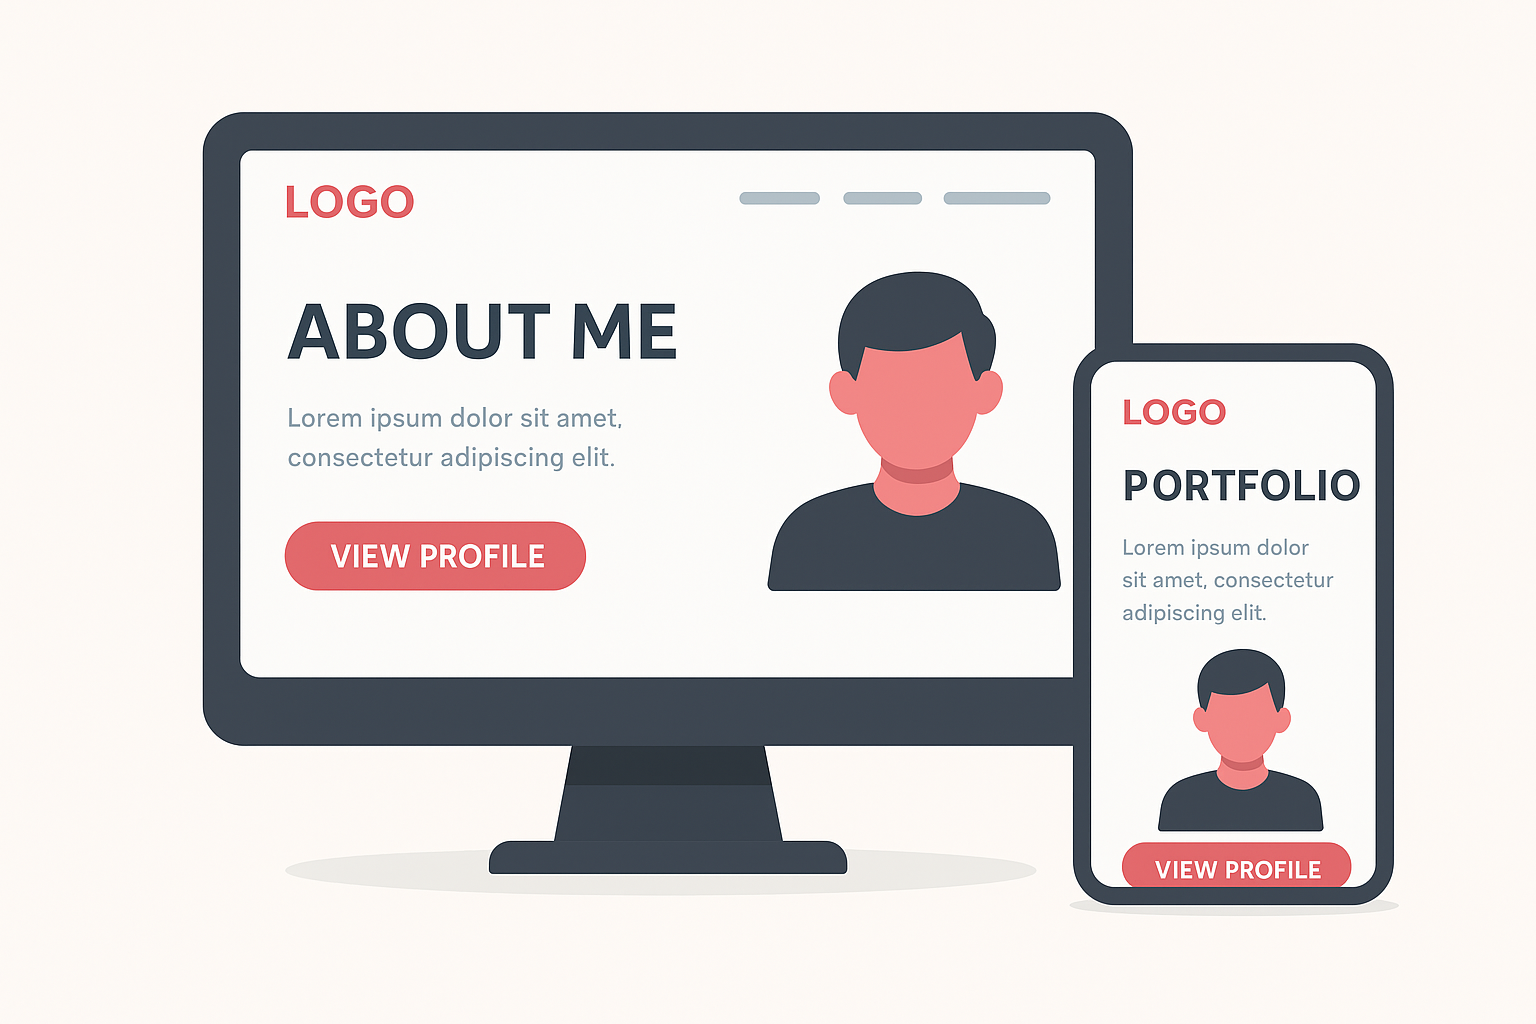 LOGO
ABOUT ME
Lorem ipsum dolor sit amet,
consectetur adipiscing elit.
VIEW PROFILE
LOGO
PORTFOLIO
Lorem ipsum dolor
sit amet, consectetur
adipiscing elit.
VIEW PROFILE